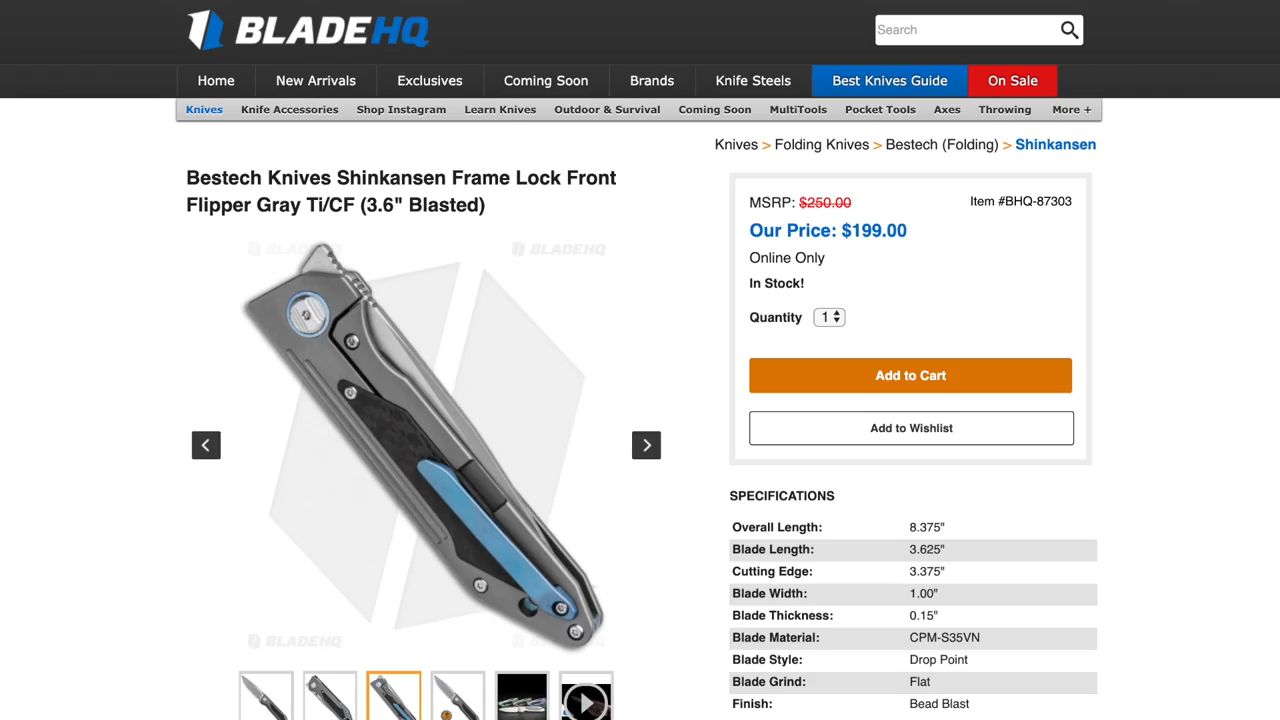 BLADEHQ
Search
Home New Arrivals Exclusives Coming Soon Brands Knife Steels Best Knives Guide On Sale
Knives Knife Accessories Shop Instagram Learn Knives Outdoor & Survival Coming Soon MultiTools Pocket Tools Axes Throwing More +
Knives > Folding Knives > Bestech (Folding) > Shinkansen
Bestech Knives Shinkansen Frame Lock Front
Flipper Gray Ti/CF (3.6" Blasted)
BLADEHQ BLADEHQ
BLADEHQ BLADEHQ
MSRP: $250.00 Item #BHQ-87303
Our Price: $199.00
Online Only
In Stock!
Quantity 1
Add to Cart
Add to Wishlist
SPECIFICATIONS
Overall Length: 8.375"
Blade Length: 3.625"
Cutting Edge: 3.375"
Blade Width: 1.00"
Blade Thickness: 0.15"
Blade Material: CPM-S35VN
Blade Style: Drop Point
Blade Grind: Flat
Finish: Bead Blast